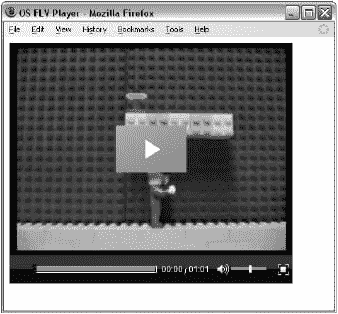 OS FLV Player - Mozilla Firefox
File Edit View History Bookmarks Tools Help
00:00 / 01:01